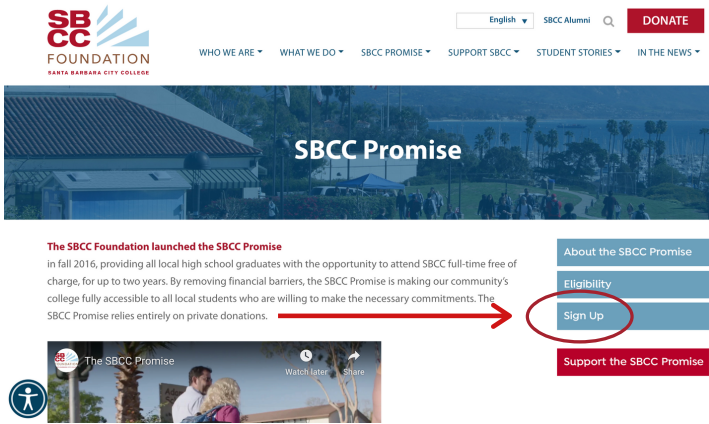 SB
CC
FOUNDATION
SANTA BARBARA CITY COLLEGE
English
SBCC Alumni
DONATE
WHO WE ARE
WHAT WE DO
SBCC PROMISE
SUPPORT SBCC
STUDENT STORIES
IN THE NEWS
SBCC Promise
The SBCC Foundation launched the SBCC Promise
in fall 2016, providing all local high school graduates with the opportunity to attend SBCC full-time free of
charge, for up to two years. By removing financial barriers, the SBCC Promise is making our community's
college fully accessible to all local students who are willing to make the necessary commitments. The
SBCC Promise relies entirely on private donations.
About the SBCC Promise
Eligibility
Sign Up
Support the SBCC Promise
The SBCC Promise
Watch later
Share